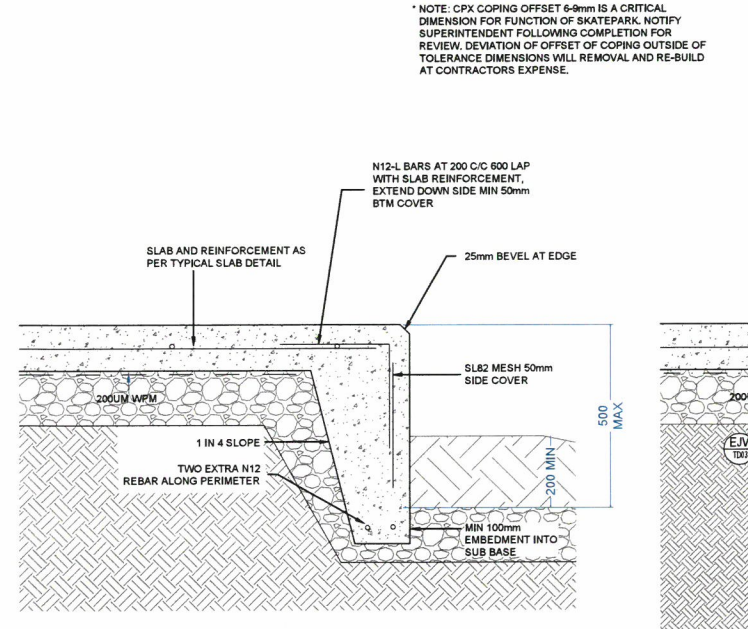 * NOTE: CPX COPING OFFSET 6-9mm IS A CRITICAL
DIMENSION FOR FUNCTION OF SKATEPARK. NOTIFY
SUPERINTENDENT FOLLOWING COMPLETION FOR
REVIEW. DEVIATION OF OFFSET OF COPING OUTSIDE OF
TOLERANCE DIMENSIONS WILL REMOVAL AND RE-BUILD
AT CONTRACTORS EXPENSE.
N12-L BARS AT 200 C/C 600 LAP
WITH SLAB REINFORCEMENT,
EXTEND DOWN SIDE MIN 50mm
BTM COVER
SLAB AND REINFORCEMENT AS
PER TYPICAL SLAB DETAIL
25mm BEVEL AT EDGE
SL82 MESH 50mm
SIDE COVER
200UM WPM
500
MAX
200 MIN
1 IN 4 SLOPE
TWO EXTRA N12
REBAR ALONG PERIMETER
MIN 100mm
EMBEDMENT INTO
SUB BASE
200
EJV
TD03